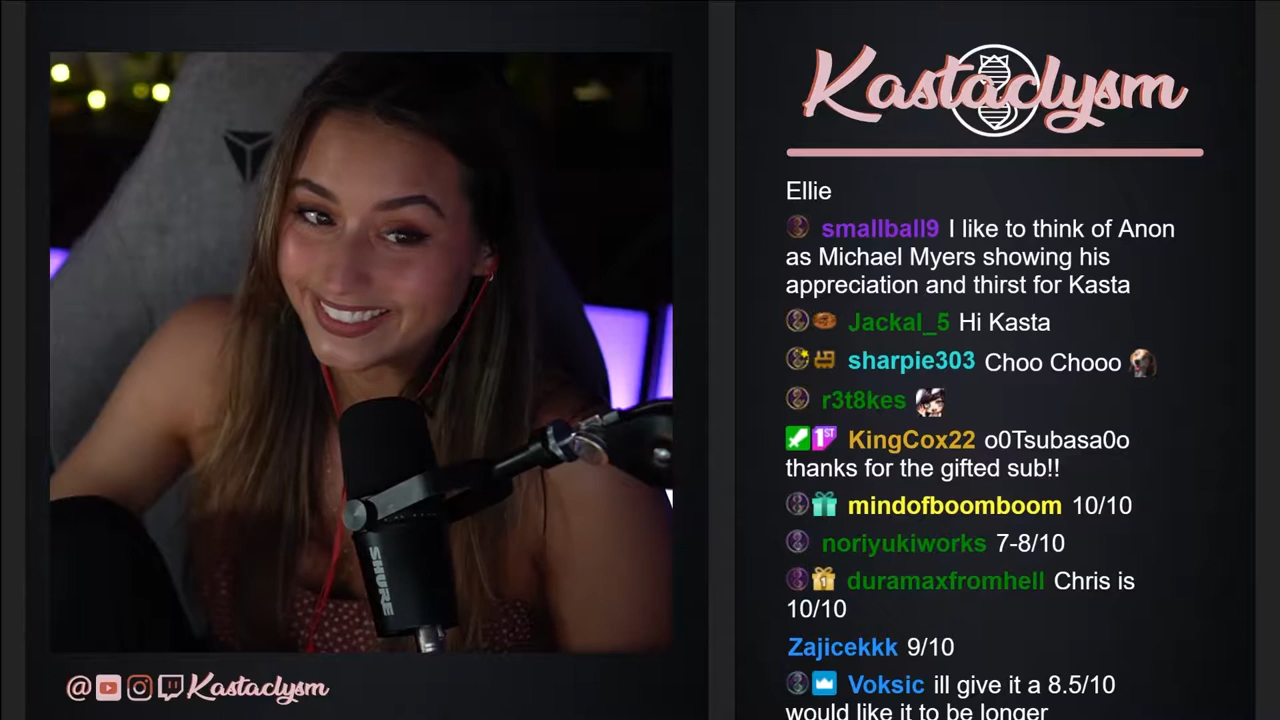 Kastaclysm
Ellie
smallball9 I like to think of Anon
as Michael Myers showing his
appreciation and thirst for Kasta
Jackal_5 Hi Kasta
sharpie303 Choo Chooo
r3t8kes
1ST KingCox22 o0Tsubasa0o
thanks for the gifted sub!!
mindofboomboom 10/10
noriyukiworks 7-8/10
1 duramaxfromhell Chris is
10/10
Zajicekkk 9/10
Voksic ill give it a 8.5/10
would like it to be longer
SHURE
@Kastaclysm